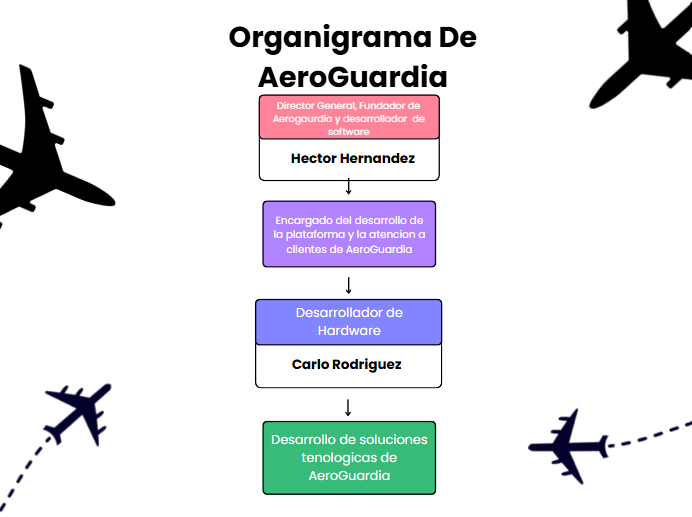 Organigrama De
AeroGuardia
Director General, Fundador de
Aerogaurdia y desarrollador de
software
Hector Hernandez
Encargado del desarrollo de
la plataforma y la atencion a
clientes de AeroGuardia
Desarrollador de
Hardware
Carlo Rodriguez
Desarrollo de soluciones
tenologicas de
AeroGuardia